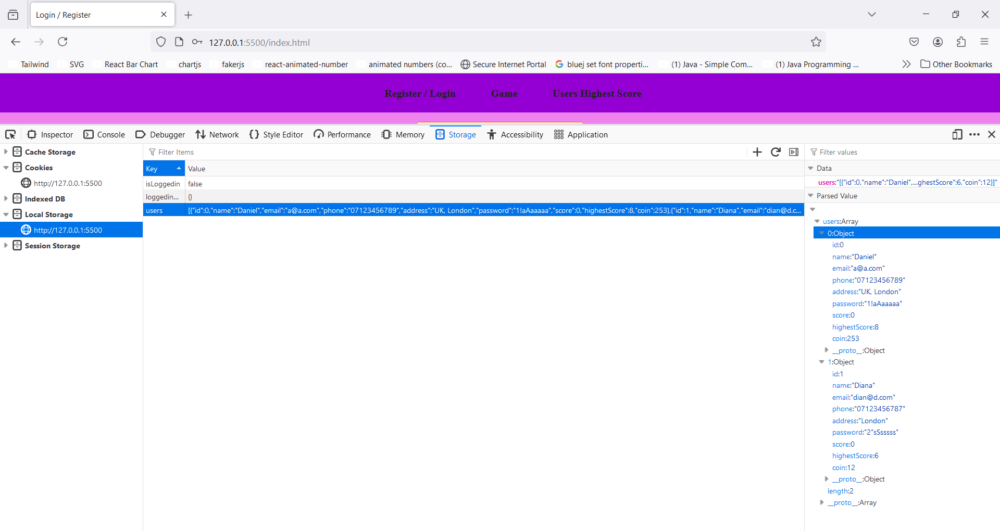 Login / Register
127.0.0.1:5500/index.html
Tailwind SVG React Bar Chart chartjs fakerjs react-animated-number animated numbers (co... Secure Internet Portal bluej set font properti... (1) Java - Simple Com... (1) Java Programming ... Other Bookmarks
Register / Login Game Users Highest Score
Inspector Console Debugger Network Style Editor Performance Memory Storage Accessibility Application
Cache Storage
Cookies
http://127.0.0.1:5500
Indexed DB
Local Storage
http://127.0.0.1:5500
Session Storage
Filter Items
Key Value
isLoggedin false
loggedin... {}
users [{"id":0,"name":"Daniel","email":"a@a.com","phone":"07123456789","address":"UK, London","password":"1!aAaaaaa","score":0,"highestScore":8,"coin":253},{"id":1,"name":"Diana","email":"dian@d.c...
Filter values
Data
users:"[{"id":0,"name":"Daniel",...ghestScore":6,"coin":12}]"
Parsed Value
users:Array
0:Object
id:0
name:"Daniel"
email:"a@a.com"
phone:"07123456789"
address:"UK, London"
password:"1!aAaaaaa"
score:0
highestScore:8
coin:253
__proto__:Object
1:Object
id:1
name:"Diana"
email:"dian@d.com"
phone:"07123456787"
address:"London"
password:"2"sSsssss"
score:0
highestScore:6
coin:12
__proto__:Object
length:2
__proto__:Array